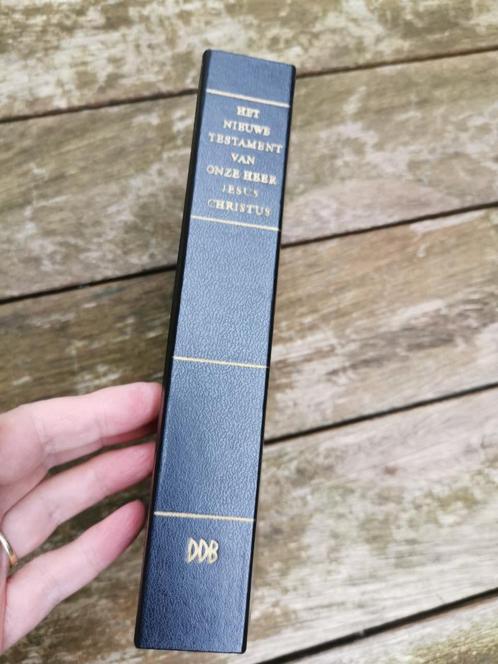 HET
NIEUWE
TESTAMENT
VAN
ONZE HEER
JESUS
CHRISTUS
DDB